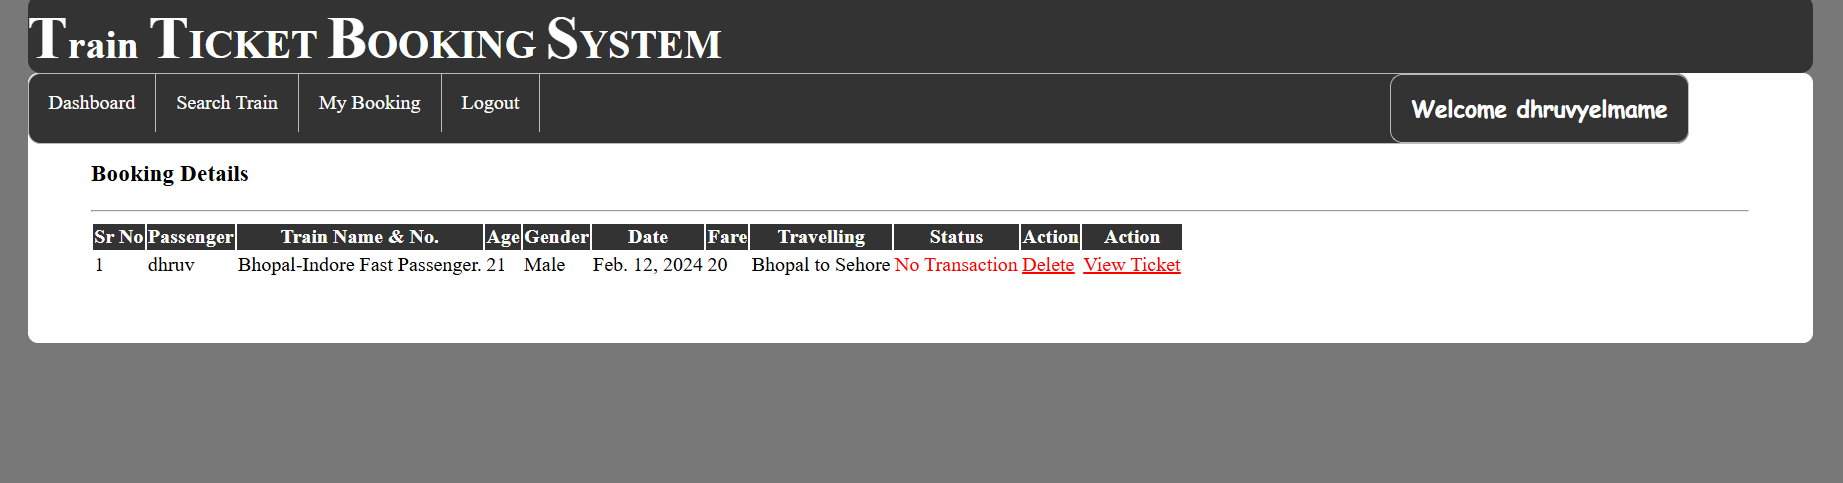 Train TICKET BOOKING SYSTEM
Dashboard Search Train My Booking Logout Welcome dhruvyelmame
Booking Details
Sr No Passenger Train Name & No. Age Gender Date Fare Travelling Status Action Action
1 dhruv Bhopal-Indore Fast Passenger. 21 Male Feb. 12, 2024 20 Bhopal to Sehore No Transaction Delete View Ticket